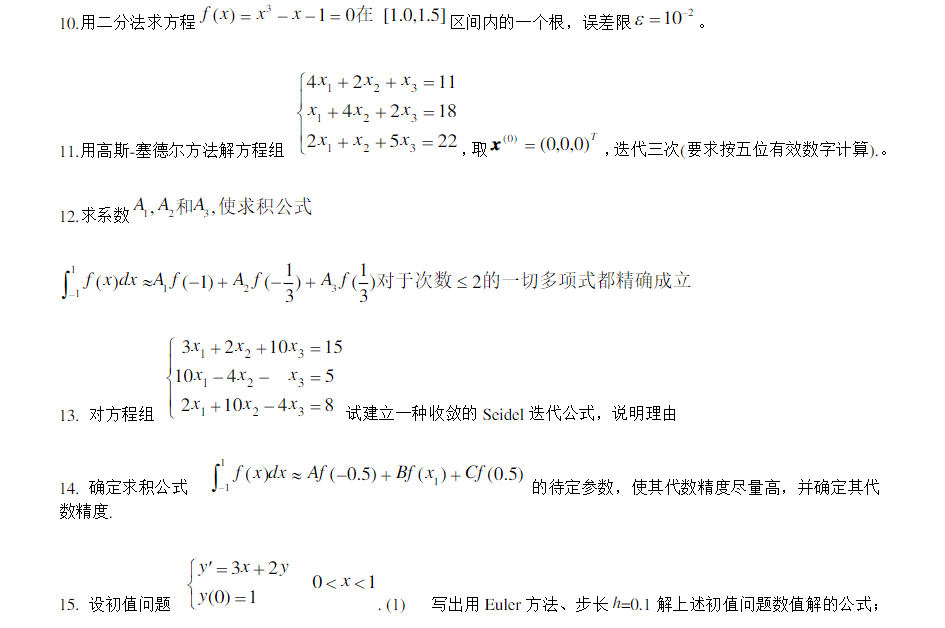 10.用二分法求方程 f(x) = x³ − x − 1 = 0在 [1.0,1.5] 区间内的一个根，误差限 ε = 10⁻² 。
4x₁ + 2x₂ + x₃ = 11
x₁ + 4x₂ + 2x₃ = 18
2x₁ + x₂ + 5x₃ = 22
11.用高斯-塞德尔方法解方程组 , 取 x⁽⁰⁾ = (0,0,0)ᵀ ，迭代三次(要求按五位有效数字计算).。
12.求系数 A₁, A₂和A₃, 使求积公式
∫₋₁¹ f(x)dx ≈ A₁f(−1) + A₂f(−1/3) + A₃f(1/3)对于次数 ≤ 2的一切多项式都精确成立
3x₁ + 2x₂ + 10x₃ = 15
10x₁ − 4x₂ − x₃ = 5
2x₁ + 10x₂ − 4x₃ = 8
13. 对方程组 试建立一种收敛的 Seidel 迭代公式，说明理由
14. 确定求积公式 ∫₋₁¹ f(x)dx ≈ Af(−0.5) + Bf(x₁) + Cf(0.5) 的待定参数，使其代数精度尽量高，并确定其代
数精度.
y′ = 3x + 2y
y(0) = 1
0 < x < 1
15. 设初值问题 . (1) 写出用 Euler 方法、步长 h=0.1 解上述初值问题数值解的公式；